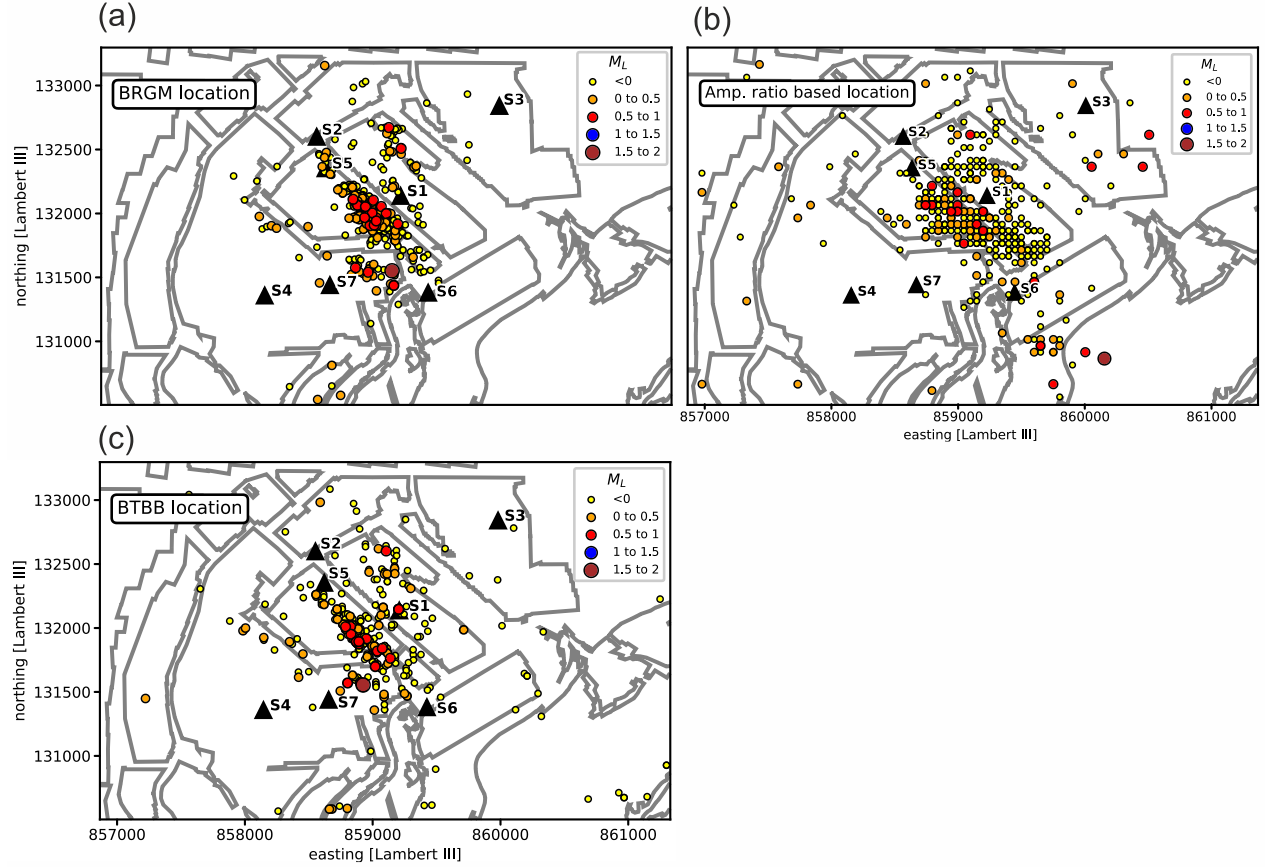 (a)
BRGM location
M_L
<0
0 to 0.5
0.5 to 1
1 to 1.5
1.5 to 2
S3
S2
S5
S1
S4
S7
S6
133000
132500
132000
131500
131000
northing [Lambert III]
(b)
Amp. ratio based location
M_L
<0
0 to 0.5
0.5 to 1
1 to 1.5
1.5 to 2
S3
S2
S5
S1
S4
S7
S6
857000 858000 859000 860000 861000
easting [Lambert III]
(c)
BTBB location
M_L
<0
0 to 0.5
0.5 to 1
1 to 1.5
1.5 to 2
S3
S2
S5
S1
S4
S7
S6
133000
132500
132000
131500
131000
northing [Lambert III]
857000 858000 859000 860000 861000
easting [Lambert III]